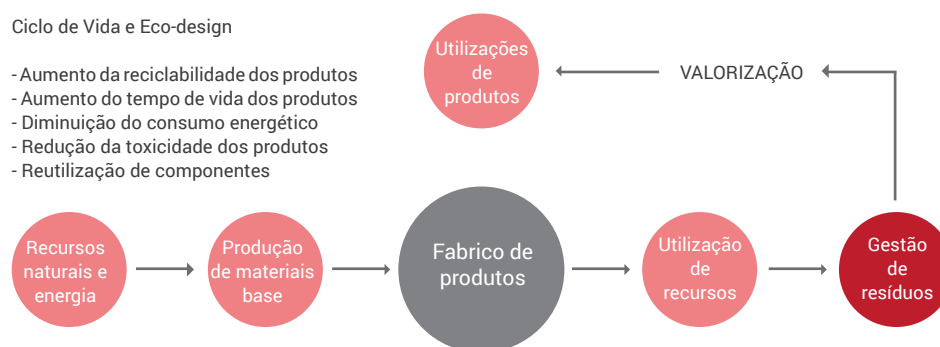 Ciclo de Vida e Eco-design
- Aumento da reciclabilidade dos produtos
- Aumento do tempo de vida dos produtos
- Diminuição do consumo energético
- Redução da toxicidade dos produtos
- Reutilização de componentes
Utilizações
de
produtos
VALORIZAÇÃO
Recursos
naturais e
energia
Produção
de materiais
base
Fabrico de
produtos
Utilização
de
recursos
Gestão
de
resíduos